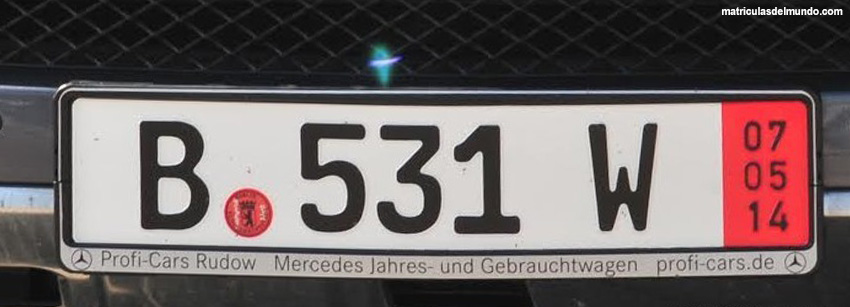 matriculasdelmundo.com
B 531 W
07
05
14
Profi-Cars Rudow Mercedes Jahres- und Gebrauchtwagen profi-cars.de